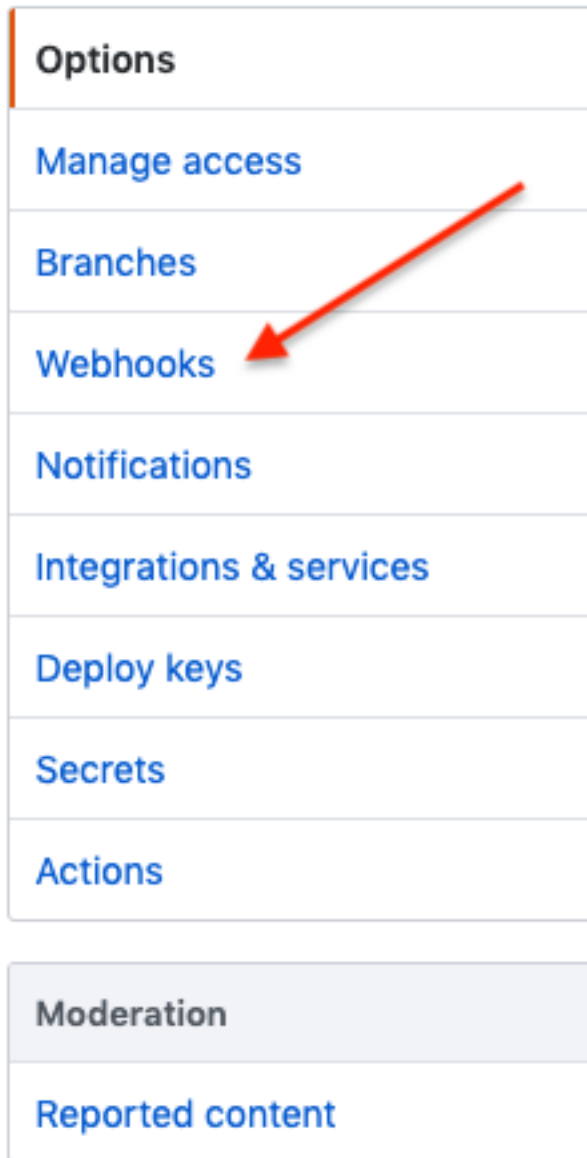 Options
Manage access
Branches
Webhooks
Notifications
Integrations & services
Deploy keys
Secrets
Actions
Moderation
Reported content